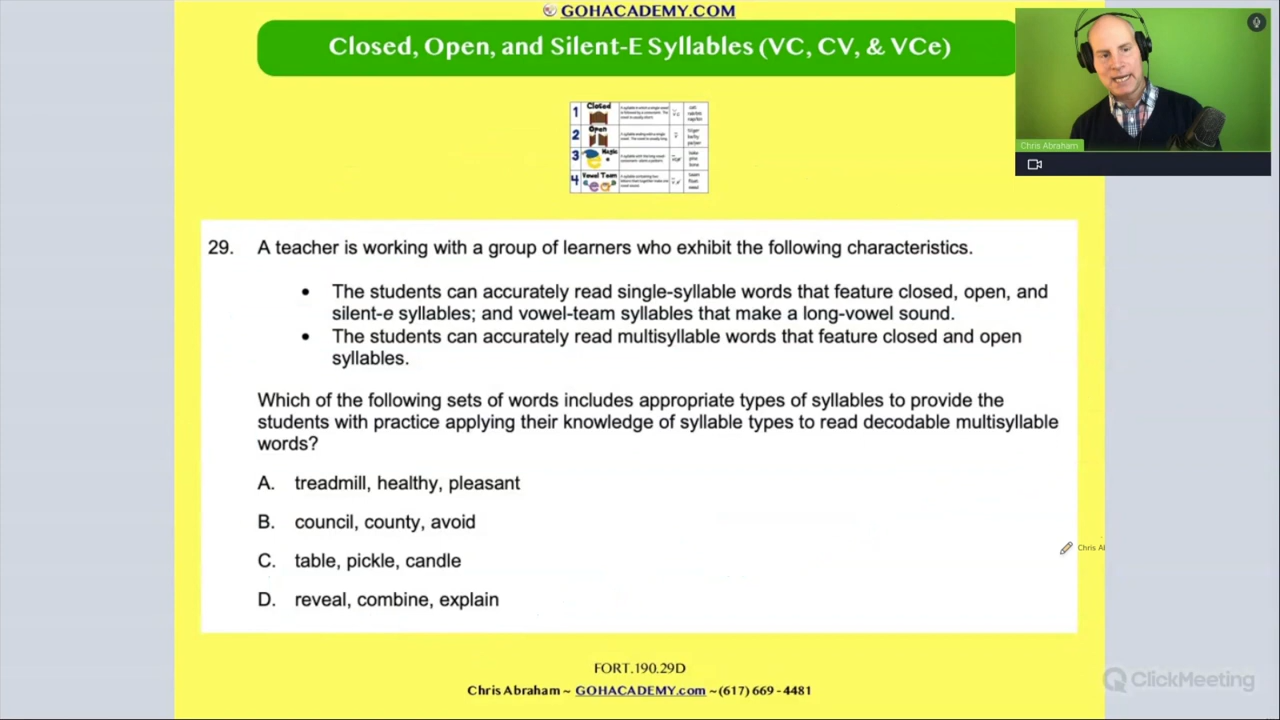 GOHACADEMY.COM
Closed, Open, and Silent-E Syllables (VC, CV, & VCe)
Chris Abraham
1 Closed
2 Open
3 Magic e
4 Vowel Team
29. A teacher is working with a group of learners who exhibit the following characteristics.
• The students can accurately read single-syllable words that feature closed, open, and
silent-e syllables; and vowel-team syllables that make a long-vowel sound.
• The students can accurately read multisyllable words that feature closed and open
syllables.
Which of the following sets of words includes appropriate types of syllables to provide the
students with practice applying their knowledge of syllable types to read decodable multisyllable
words?
A. treadmill, healthy, pleasant
B. council, county, avoid
C. table, pickle, candle
D. reveal, combine, explain
Chris Al
FORT.190.29D
Chris Abraham ~ GOHACADEMY.com ~(617) 669 - 4481
ClickMeeting